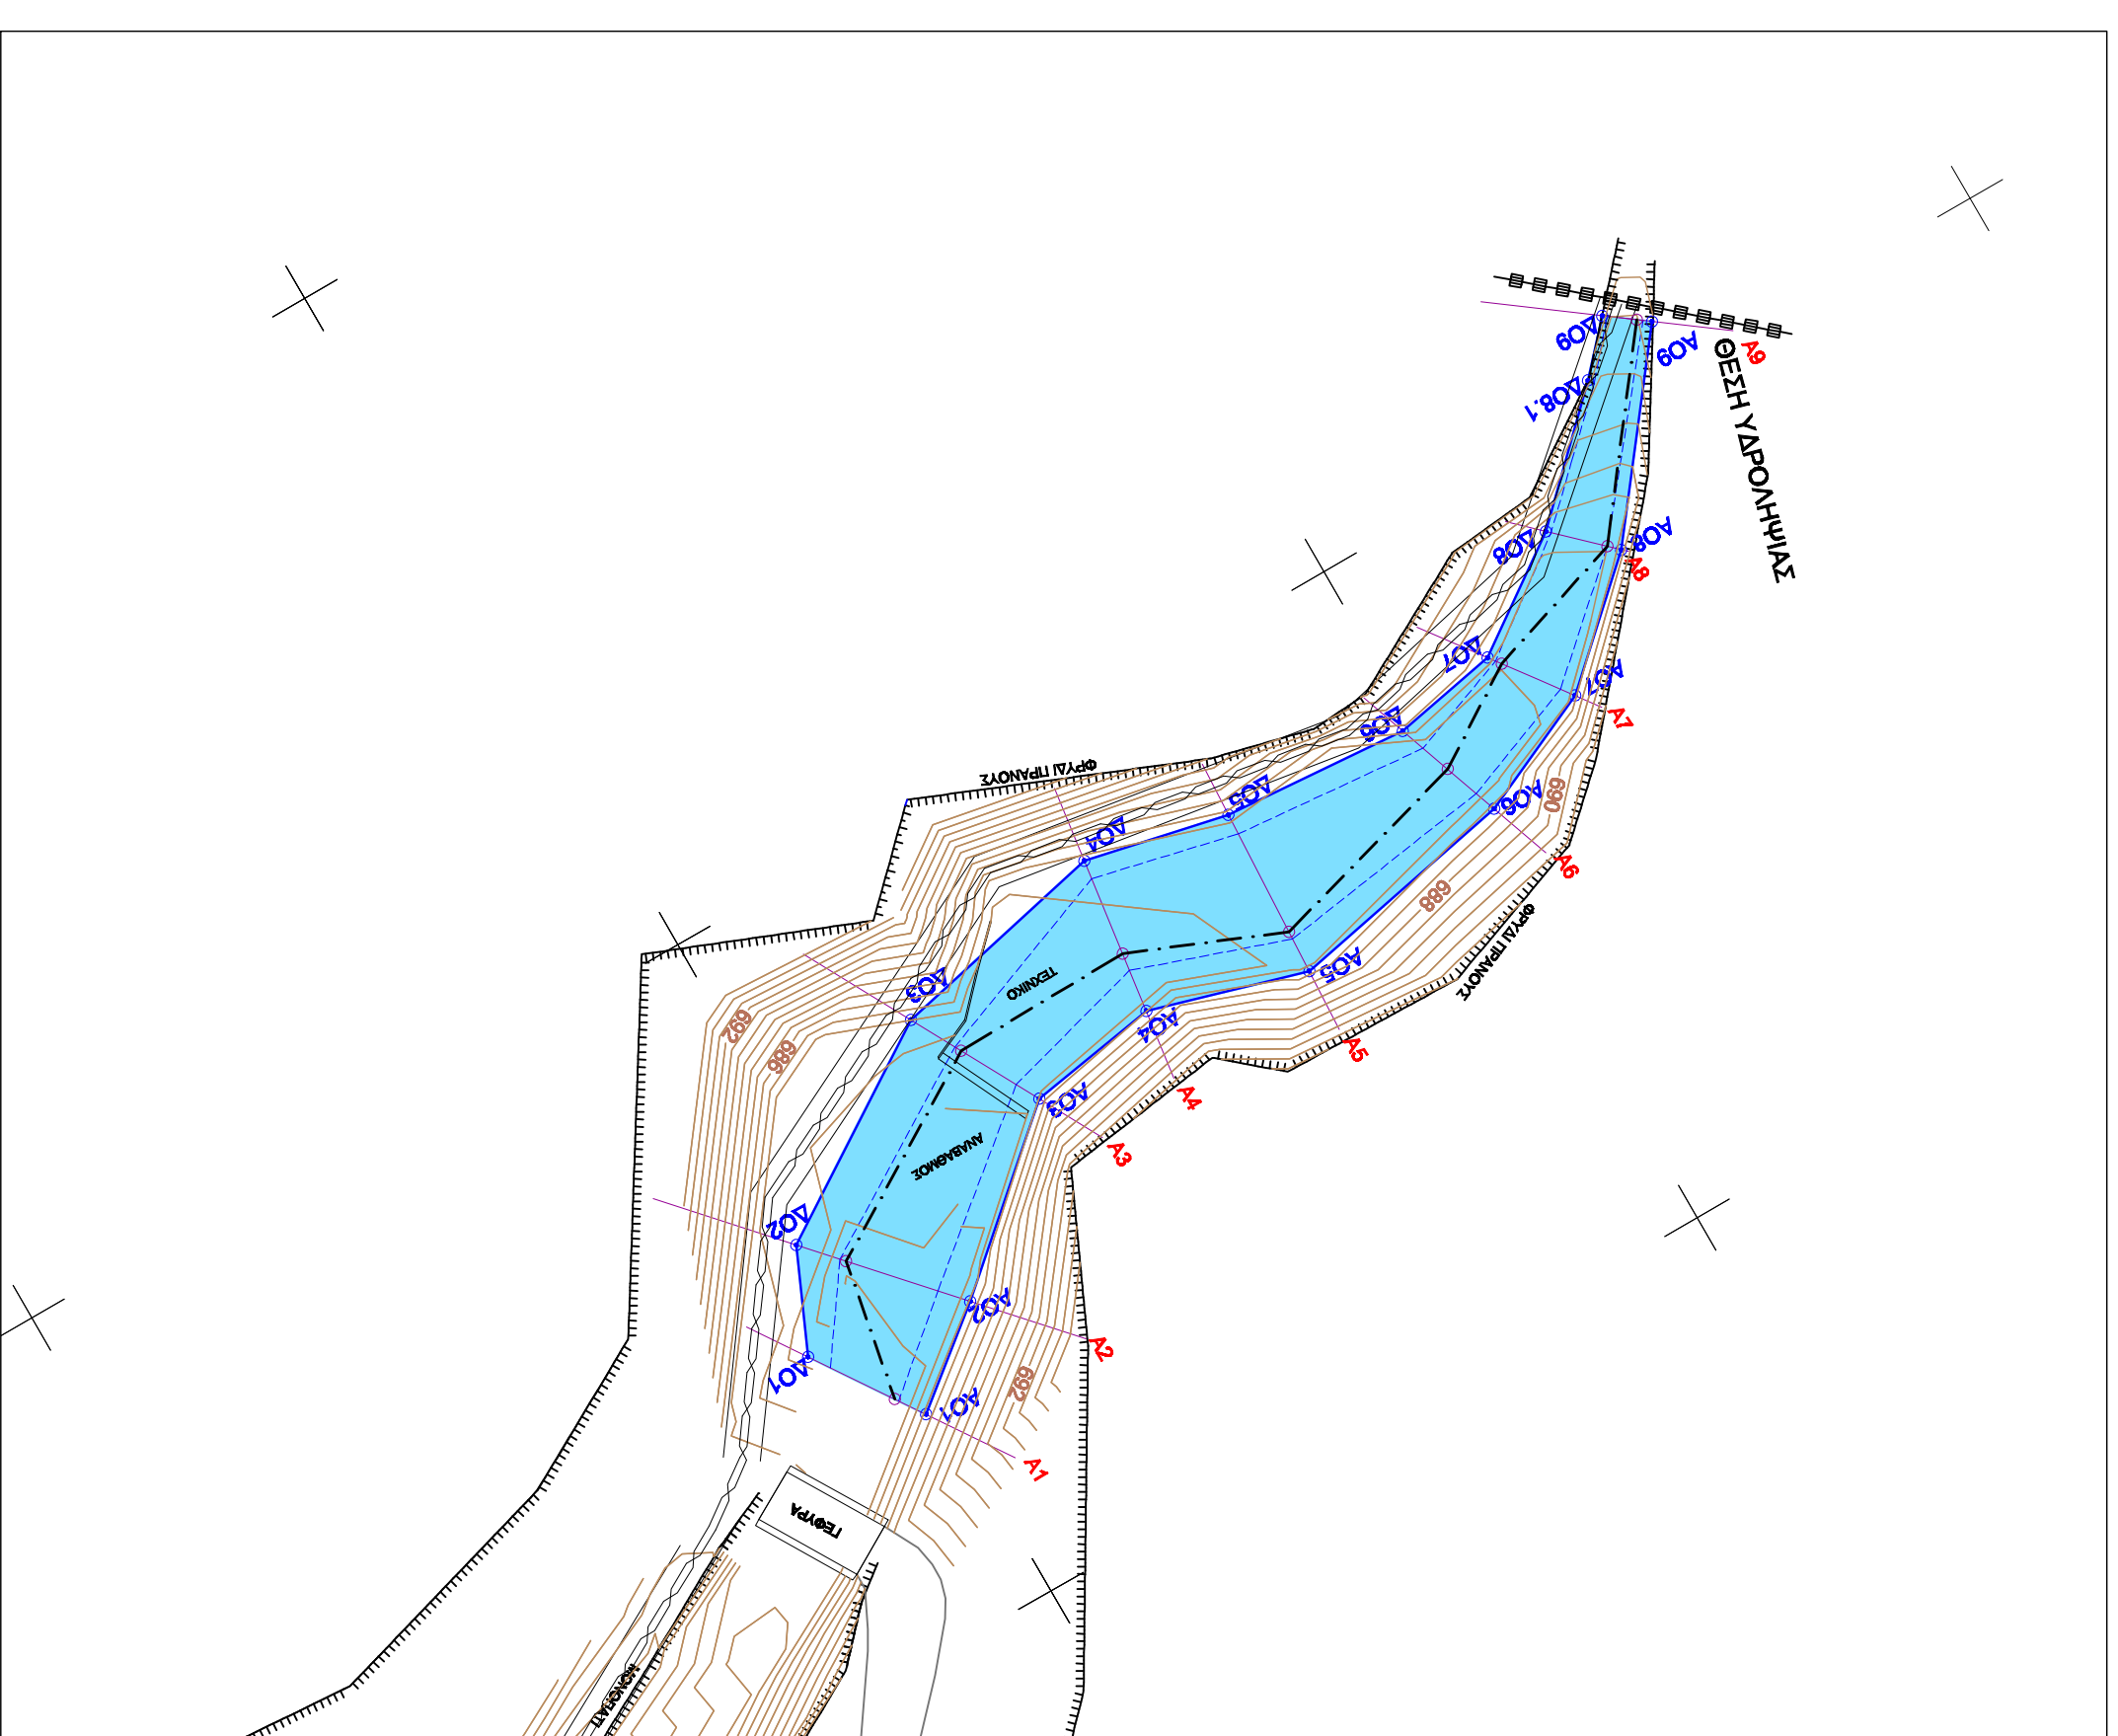 ΔΟ9
ΑΟ9
Α9
ΘΕΣΗ ΥΔΡΟΛΗΨΙΑΣ
ΔΟ8.1
ΔΟ8
ΑΟ8
Α8
ΔΟ7
ΑΟ7
Α7
ΔΟ6
ΑΟ6
690
Α6
ΦΡΥΔΙ ΠΡΑΝΟΥΣ
ΔΟ5
ΔΟ4
688
ΦΡΥΔΙ ΠΡΑΝΟΥΣ
ΑΟ5
Α5
ΔΟ3
ΤΕΧΝΙΚΟ
ΑΟ4
Α4
692
686
ΑΟ3
Α3
ΑΝΑΒΑΘΜΟΣ
ΔΟ2
ΑΟ2
Α2
ΔΟ1
692
ΑΟ1
Α1
ΓΕΦΥΡΑ
ΜΟΝΟΠΑΤΙ